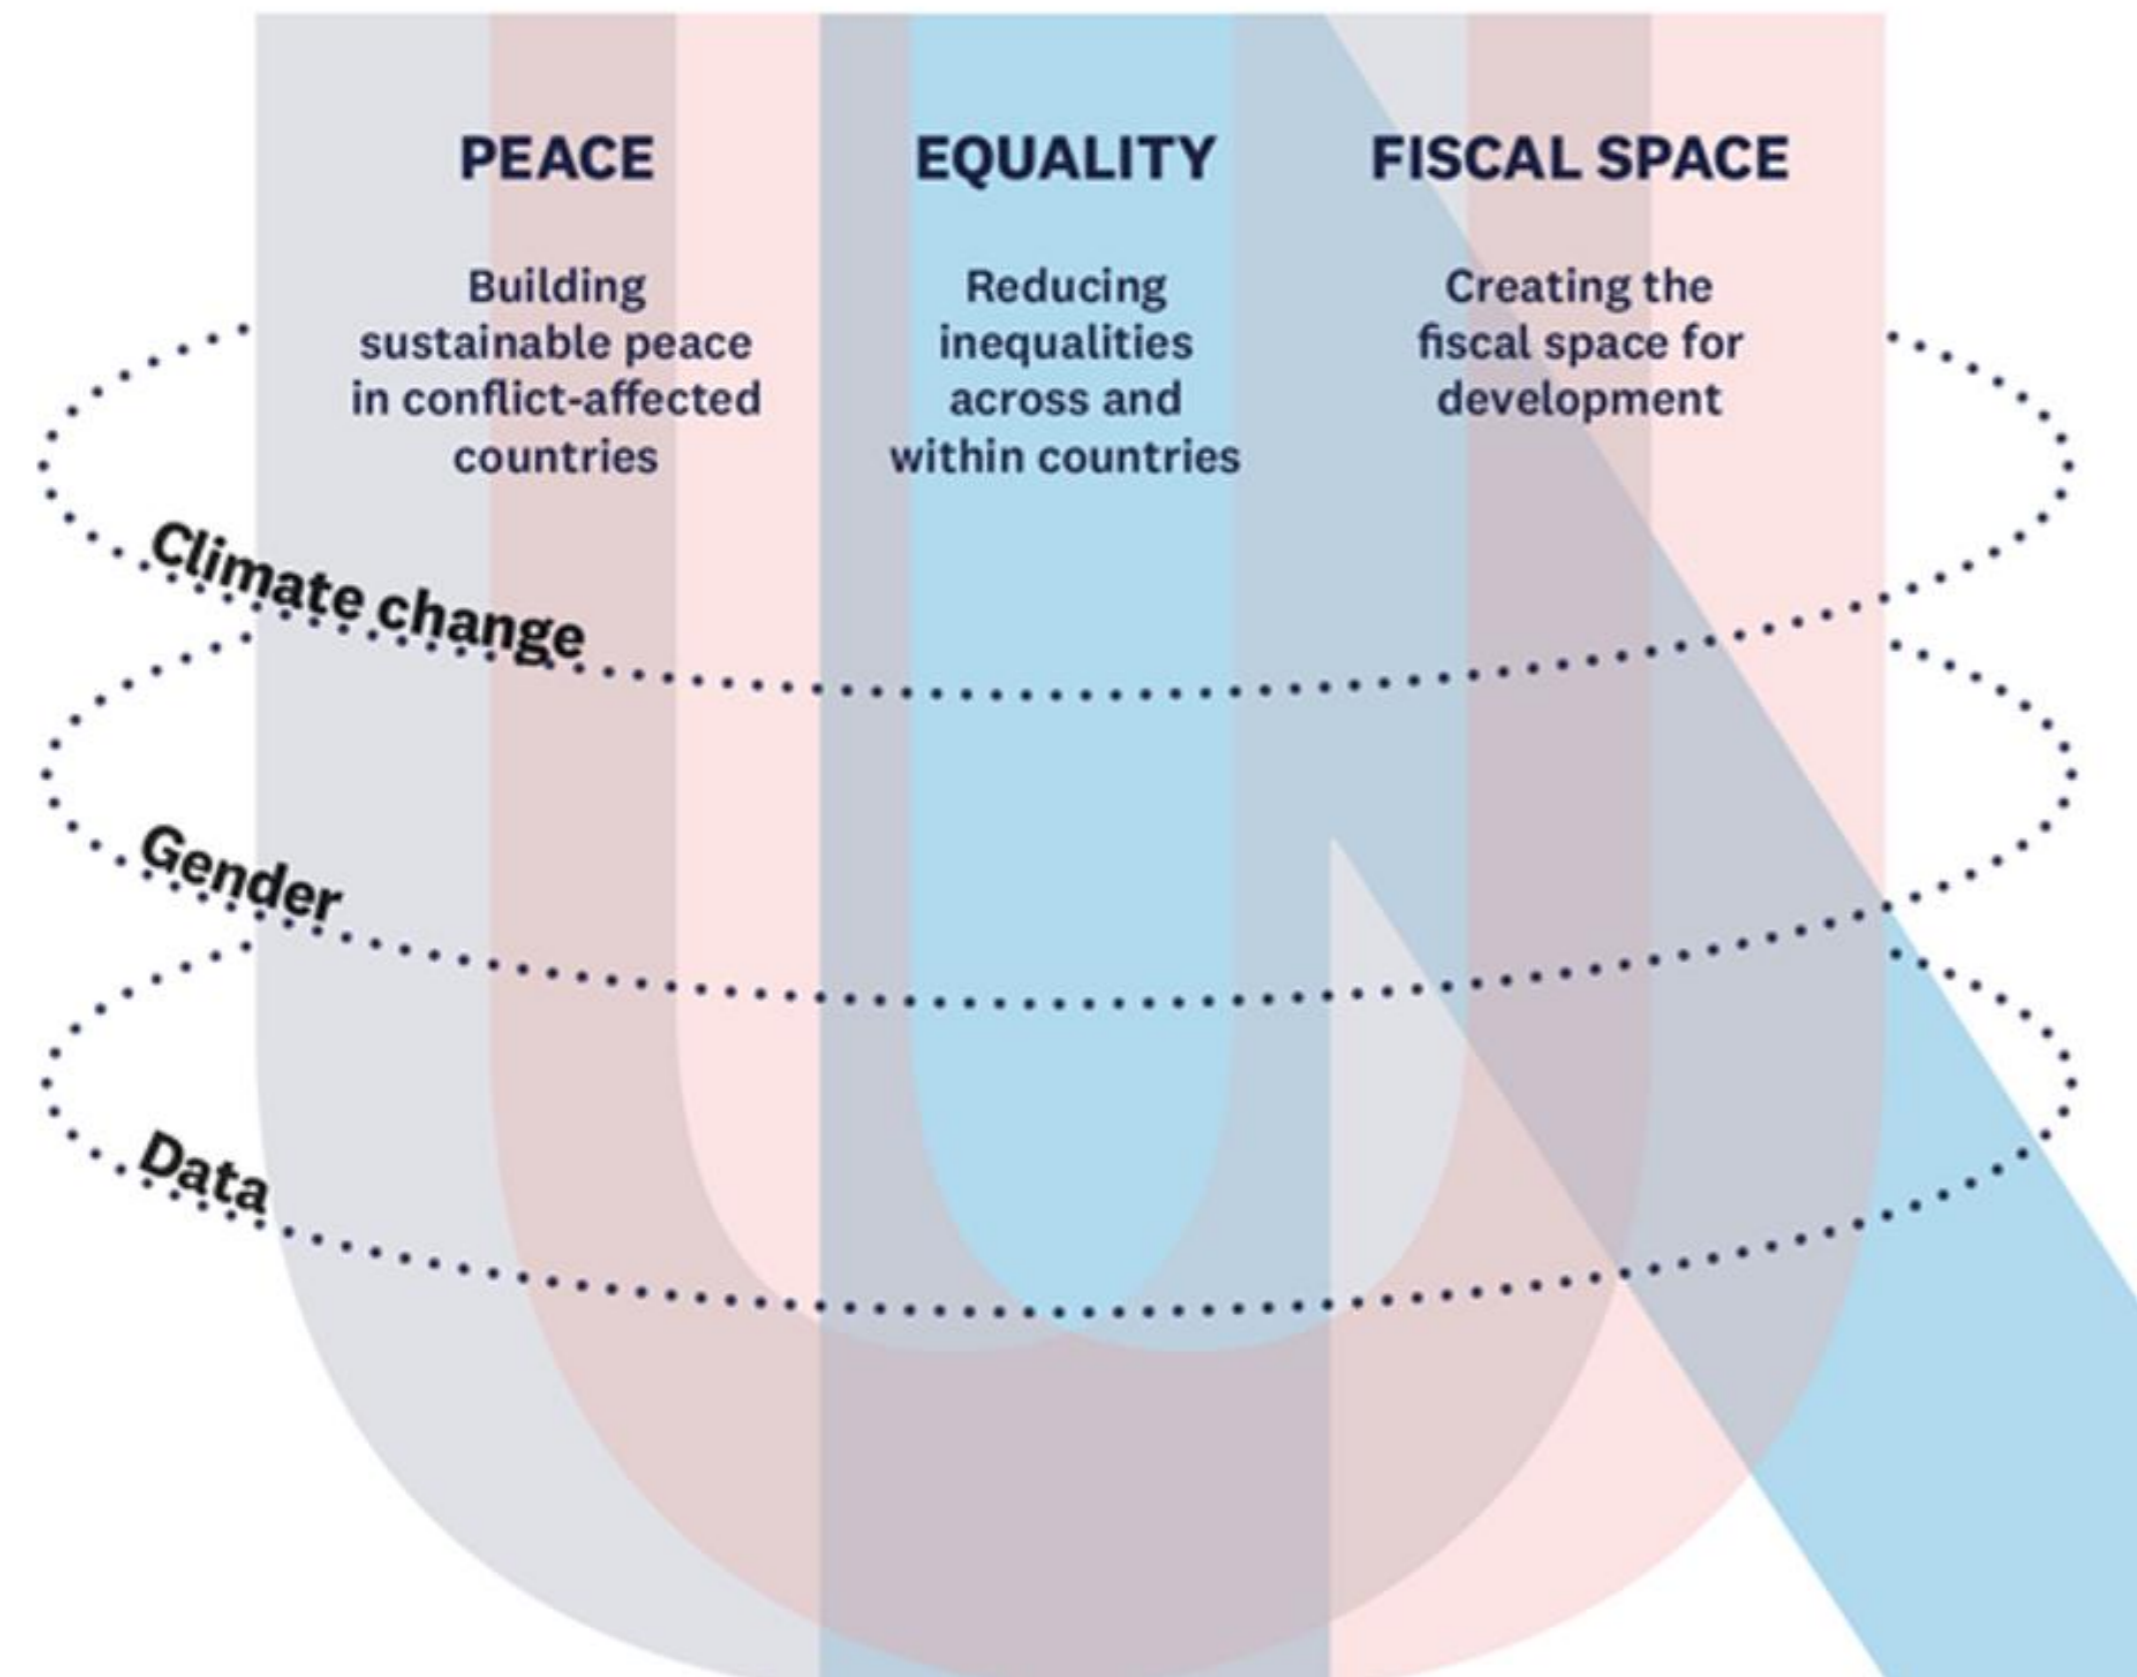 PEACE
Building
sustainable peace
in conflict-affected
countries
EQUALITY
Reducing
inequalities
across and
within countries
FISCAL SPACE
Creating the
fiscal space for
development
Climate change
Gender
Data